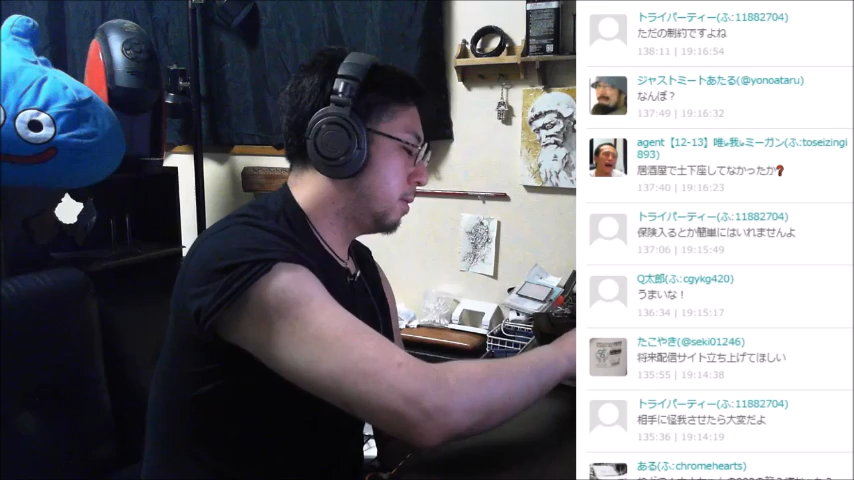 トライパーティー(ふ:11882704)
ただの制約ですよね
138:11 | 19:16:54
ジャストミートあたる(@yonoataru)
なんぼ？
137:49 | 19:16:32
agent【12-13】唯し我しミーガン(ふ:toseizingi
893)
居酒屋で土下座してなかったか❓
137:40 | 19:16:23
トライパーティー(ふ:11882704)
保険入るとか簡単にはいれませんよ
137:06 | 19:15:49
Q太郎(ふ:cgykg420)
うまいな！
136:34 | 19:15:17
たこやき(@seki01246)
将来配信サイト立ち上げてほしい
135:55 | 19:14:38
トライパーティー(ふ:11882704)
相手に怪我させたら大変だよ
135:36 | 19:14:19
ある(ふ:chromehearts)